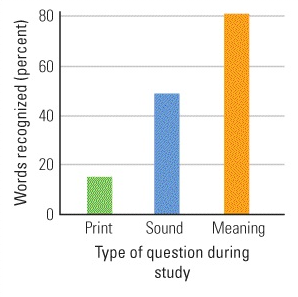 Words recognized (percent)
80
60
40
20
0
Print Sound Meaning
Type of question during
study